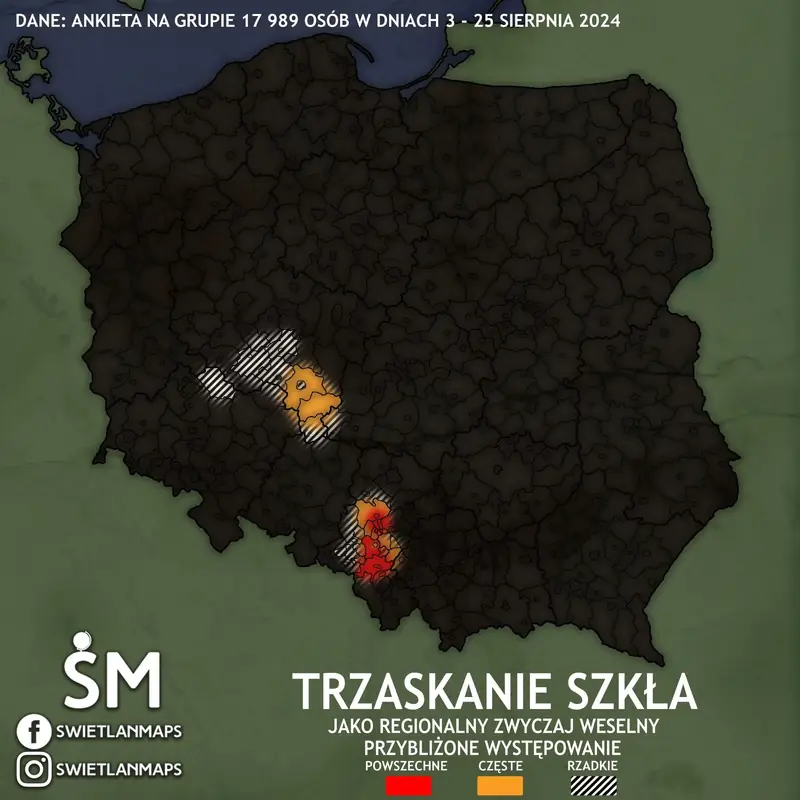 DANE: ANKIETA NA GRUPIE 17 989 OSÓB W DNIACH 3 - 25 SIERPNIA 2024
ŚM
SWIETLANMAPS
SWIETLANMAPS
TRZASKANIE SZKŁA
JAKO REGIONALNY ZWYCZAJ WESELNY
PRZYBLIŻONE WYSTĘPOWANIE
POWSZECHNE CZĘSTE RZADKIE